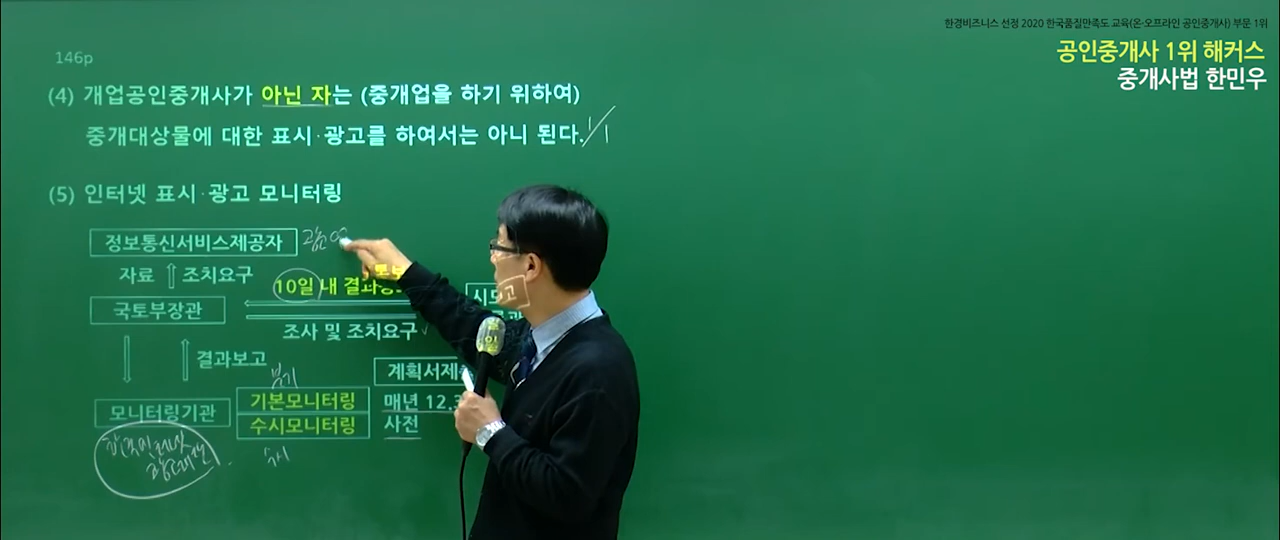 한경비즈니스 선정 2020 한국품질만족도 교육(온·오프라인 공인중개사) 부문 1위
공인중개사 1위 해커스
중개사법 한민우
146p
(4) 개업공인중개사가 아닌 자는 (중개업을 하기 위하여)
중개대상물에 대한 표시·광고를 하여서는 아니 된다. 1/1
(5) 인터넷 표시·광고 모니터링
정보통신서비스제공자
자료 조치요구
10일 내 결과
국토부장관
조사 및 조치요구
결과보고
분기
계획서제
모니터링기관 기본모니터링 매년 12.3
수시모니터링 사전
수시